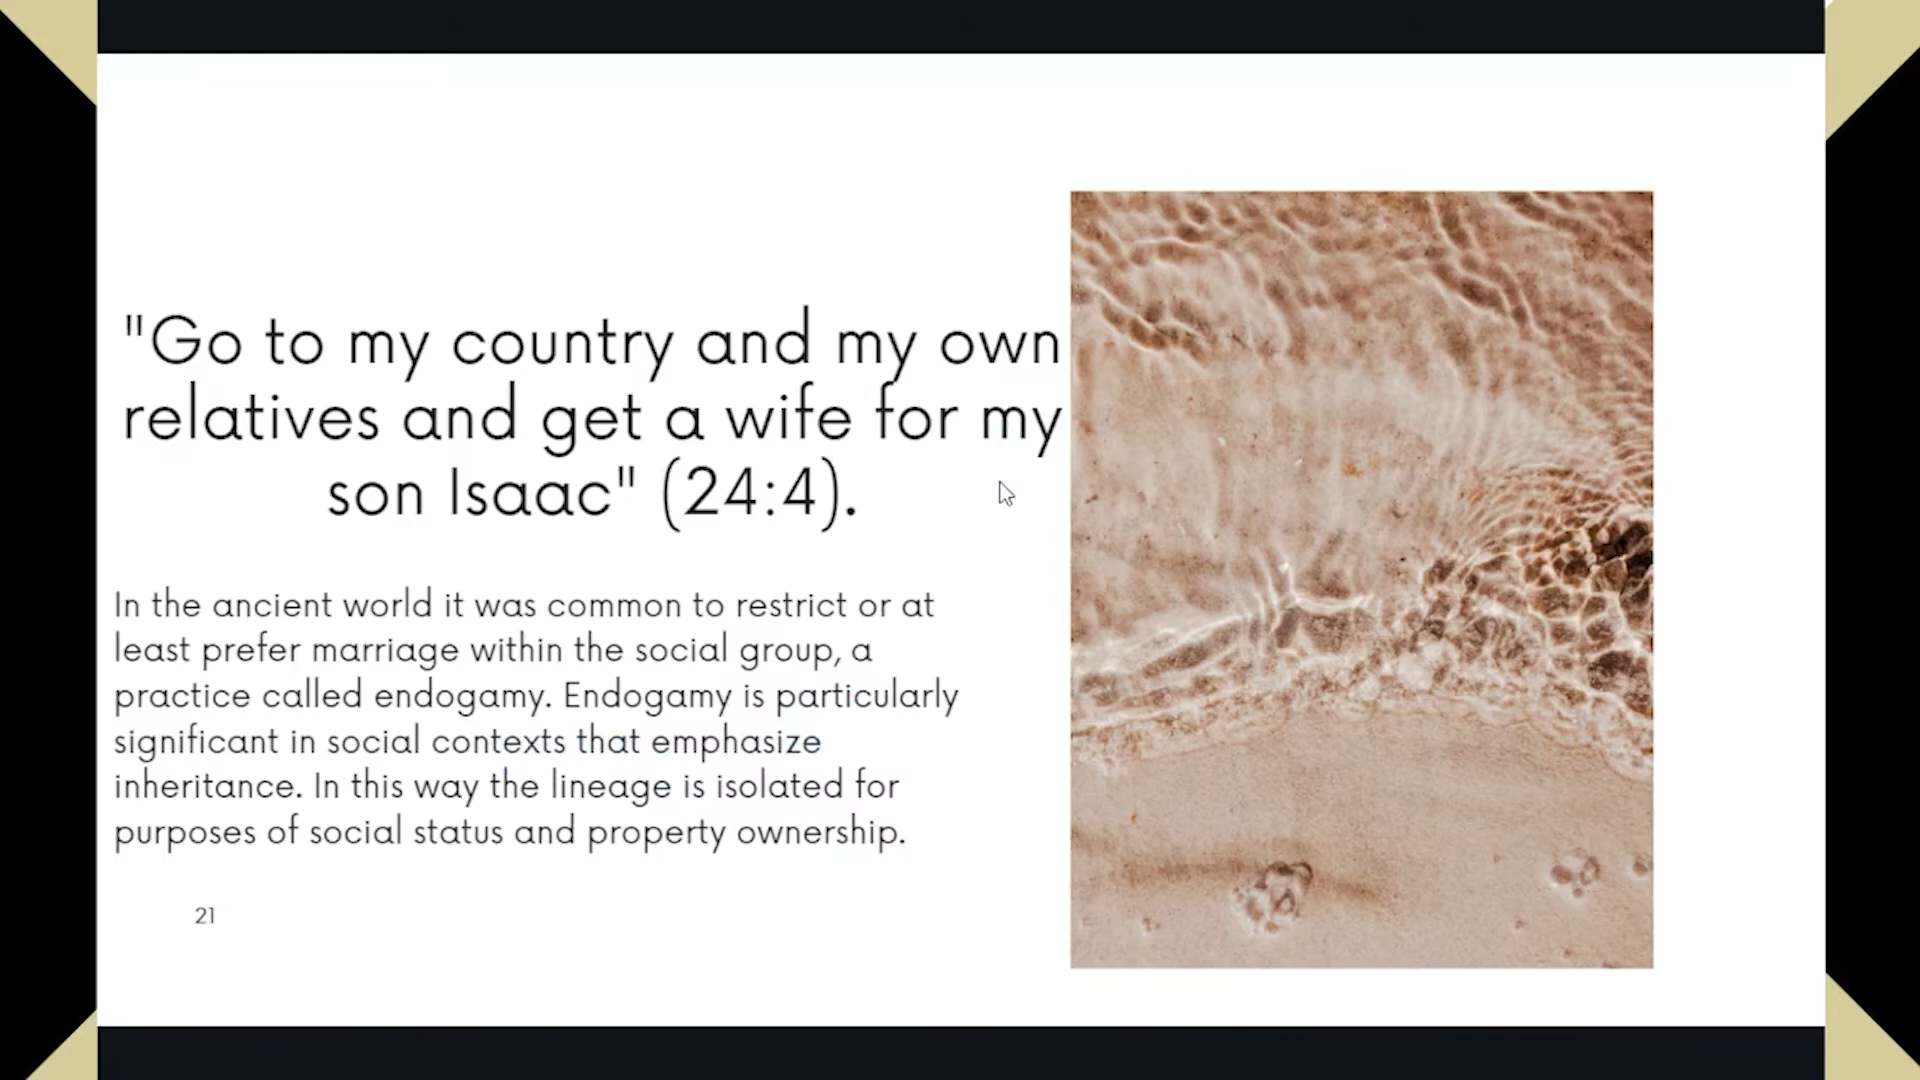 "Go to my country and my own
relatives and get a wife for my
son Isaac" (24:4).
In the ancient world it was common to restrict or at
least prefer marriage within the social group, a
practice called endogamy. Endogamy is particularly
significant in social contexts that emphasize
inheritance. In this way the lineage is isolated for
purposes of social status and property ownership.
21